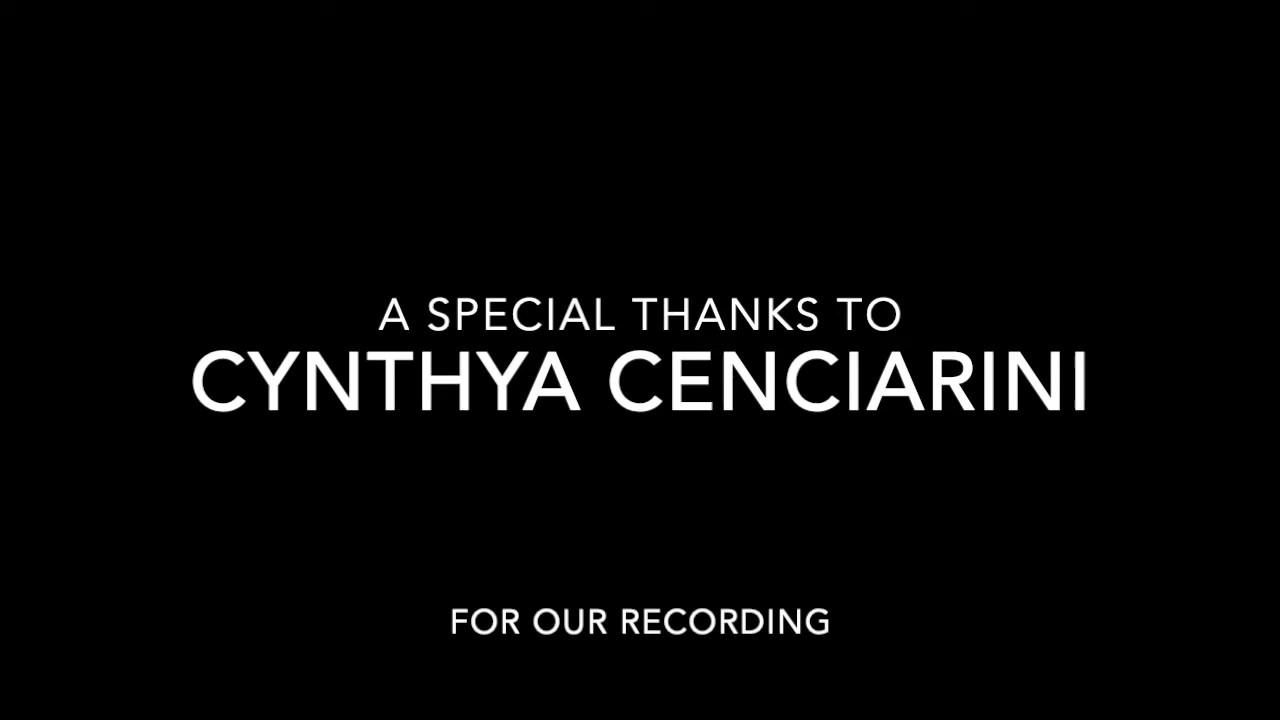 A SPECIAL THANKS TO
CYNTHYA CENCIARINI
FOR OUR RECORDING